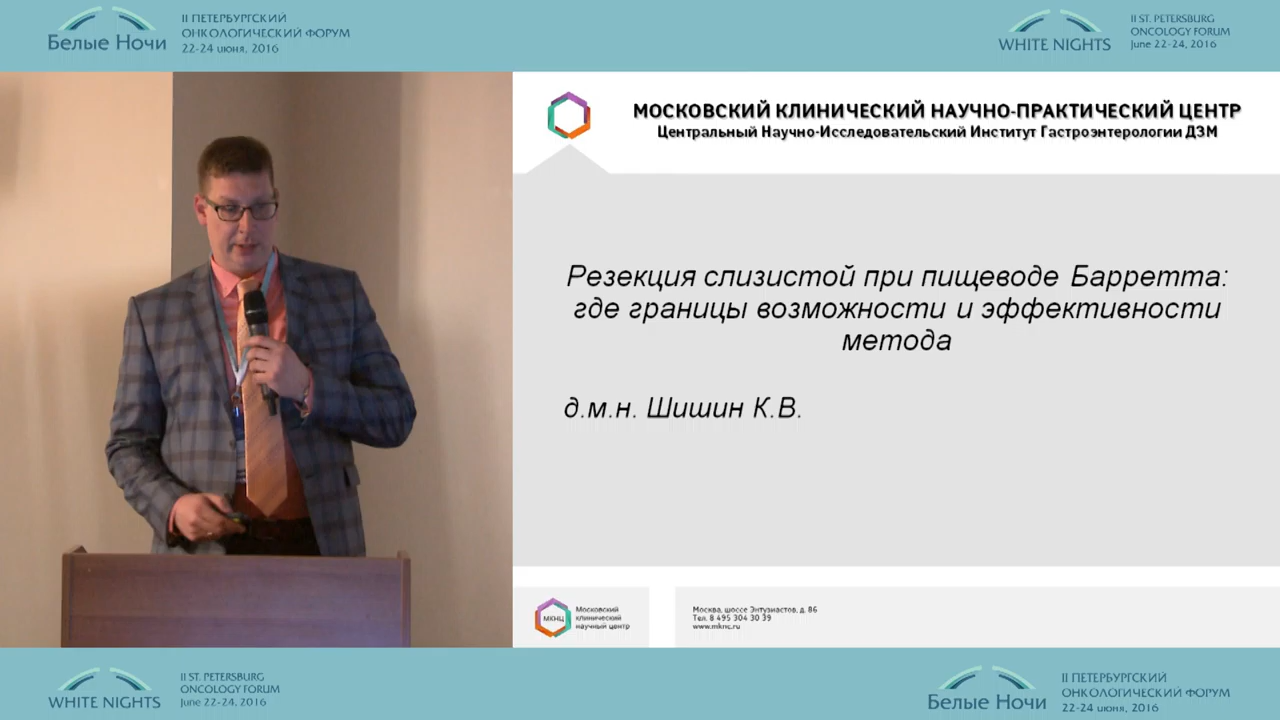 Белые Ночи
II ПЕТЕРБУРГСКИЙ
ОНКОЛОГИЧЕСКИЙ ФОРУМ
22-24 июня, 2016
WHITE NIGHTS
II ST. PETERSBURG
ONCOLOGY FORUM
June 22-24, 2016
МОСКОВСКИЙ КЛИНИЧЕСКИЙ НАУЧНО-ПРАКТИЧЕСКИЙ ЦЕНТР
Центральный Научно-Исследовательский Институт Гастроэнтерологии ДЗМ
Резекция слизистой при пищеводе Барретта:
где границы возможности и эффективности
метода
д.м.н. Шишин К.В.
МКНЦ
Московский
клинический
научный центр
Москва, шоссе Энтузиастов, д. 86
Тел. 8 495 304 30 39
www.mknc.ru
WHITE NIGHTS
II ST. PETERSBURG
ONCOLOGY FORUM
June 22-24, 2016
Белые Ночи
II ПЕТЕРБУРГСКИЙ
ОНКОЛОГИЧЕСКИЙ ФОРУМ
22-24 июня, 2016